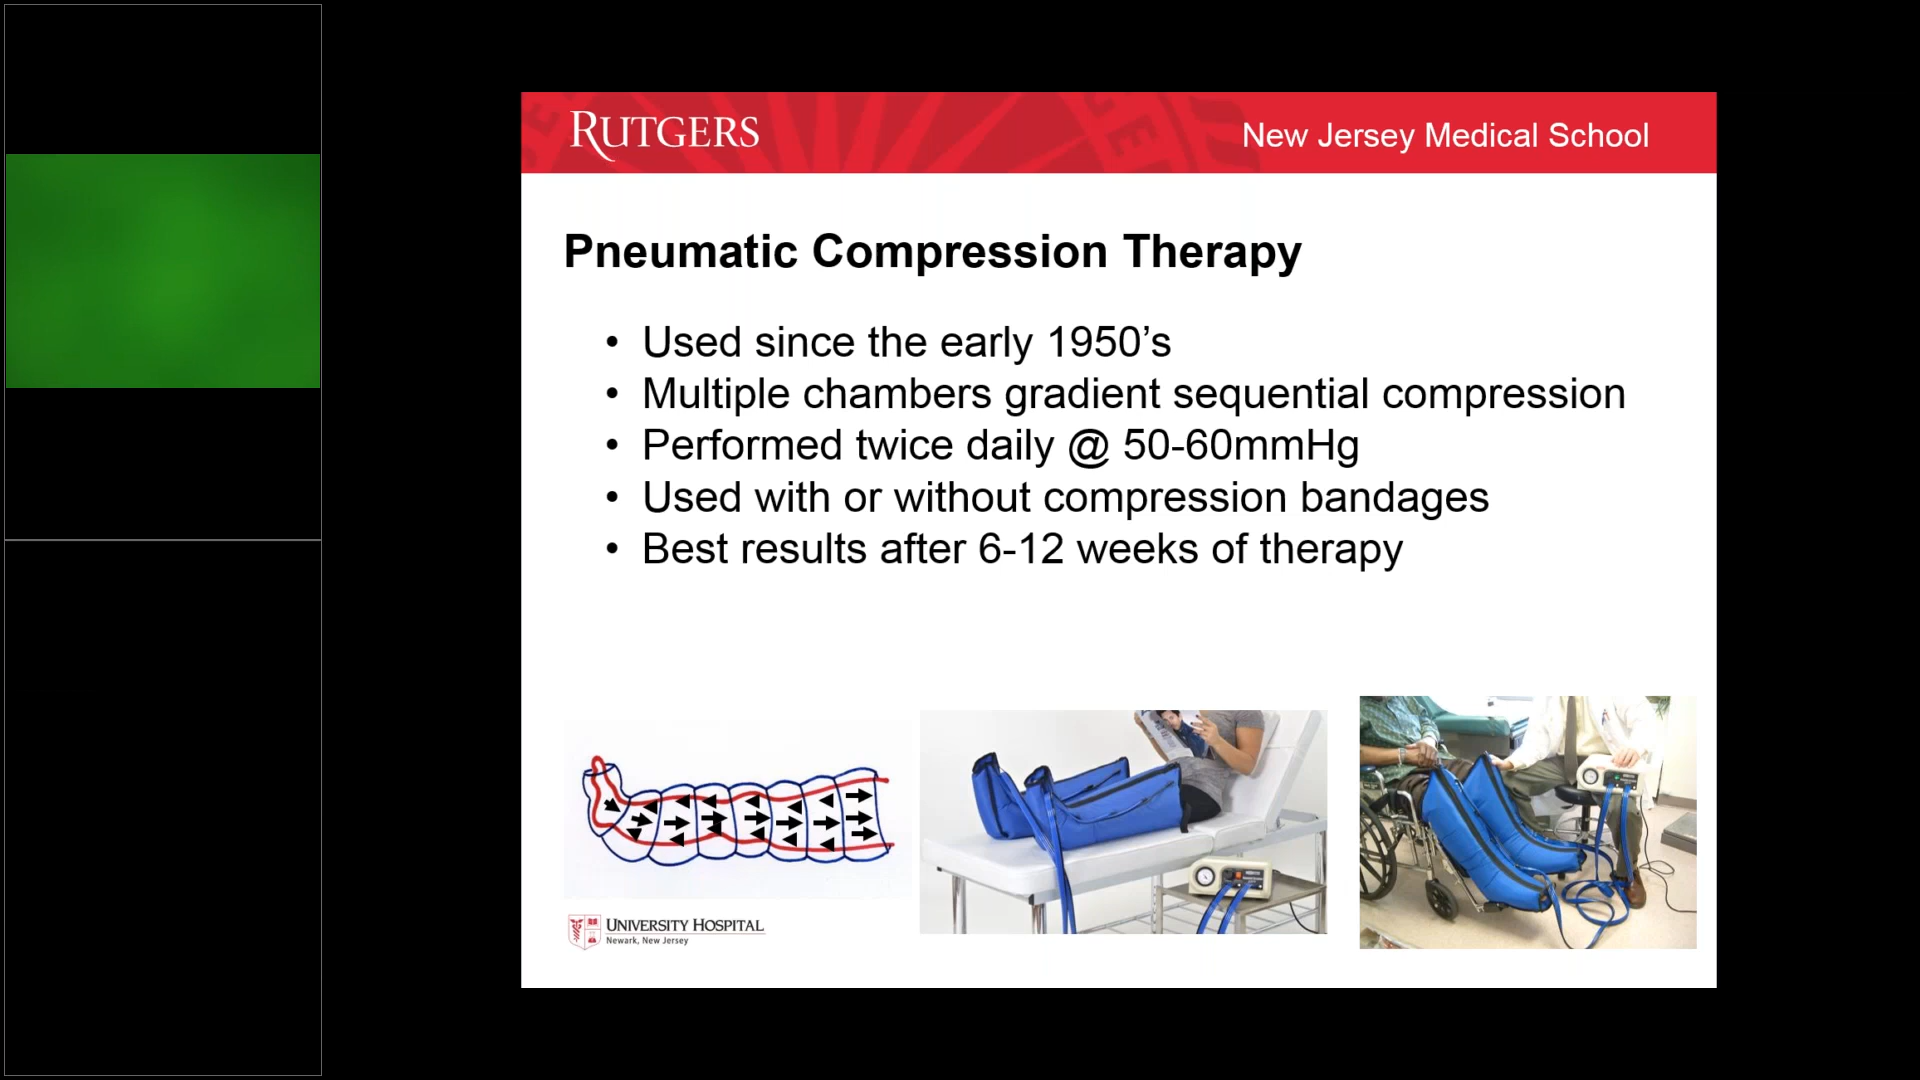 RUTGERS
New Jersey Medical School
Pneumatic Compression Therapy
• Used since the early 1950’s
• Multiple chambers gradient sequential compression
• Performed twice daily @ 50-60mmHg
• Used with or without compression bandages
• Best results after 6-12 weeks of therapy
UNIVERSITY HOSPITAL
Newark, New Jersey